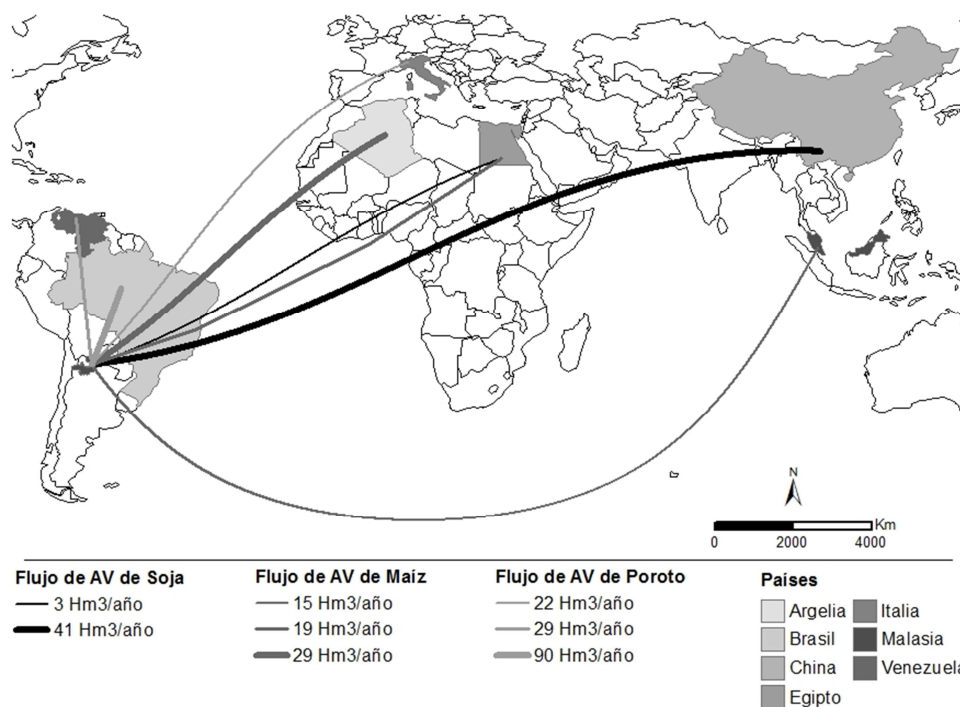 N
Km
0 2000 4000
Flujo de AV de Soja
3 Hm3/año
41 Hm3/año
Flujo de AV de Maíz
15 Hm3/año
19 Hm3/año
29 Hm3/año
Flujo de AV de Poroto
22 Hm3/año
29 Hm3/año
90 Hm3/año
Países
Argelia Italia
Brasil Malasia
China Venezuela
Egipto